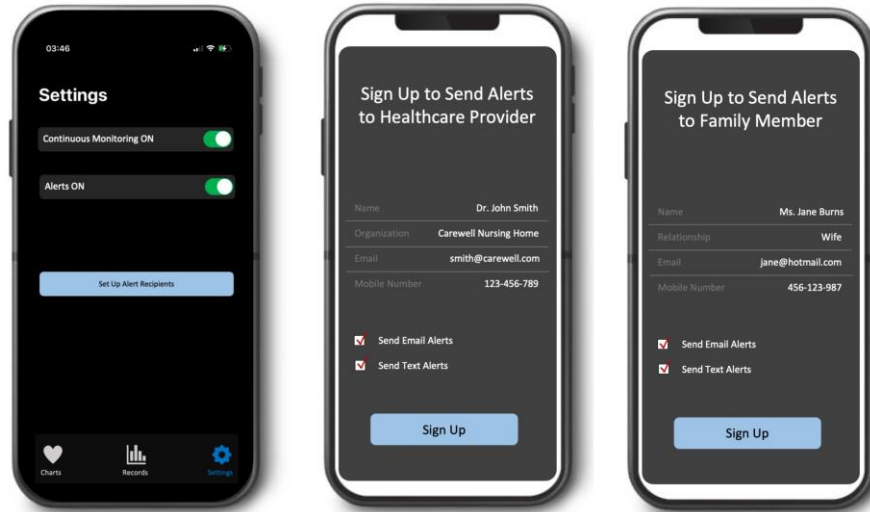 03:46
Settings
Continuous Monitoring ON
Alerts ON
Set Up Alert Recipients
Charts
Records
Settings
Sign Up to Send Alerts
to Healthcare Provider
Name Dr. John Smith
Organization Carewell Nursing Home
Email smith@carewell.com
Mobile Number 123-456-789
Send Email Alerts
Send Text Alerts
Sign Up
Sign Up to Send Alerts
to Family Member
Name Ms. Jane Burns
Relationship Wife
Email jane@hotmail.com
Mobile Number 456-123-987
Send Email Alerts
Send Text Alerts
Sign Up